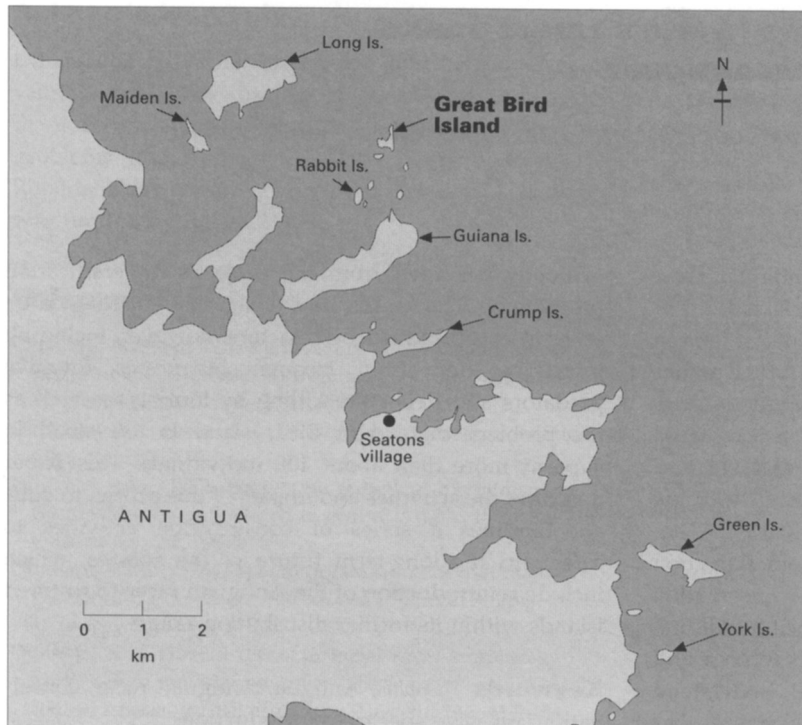 Long Is.
N
Maiden Is.
Great Bird
Island
Rabbit Is.
Guiana Is.
Crump Is.
Seatons
village
ANTIGUA
Green Is.
0 2
km
York Is.